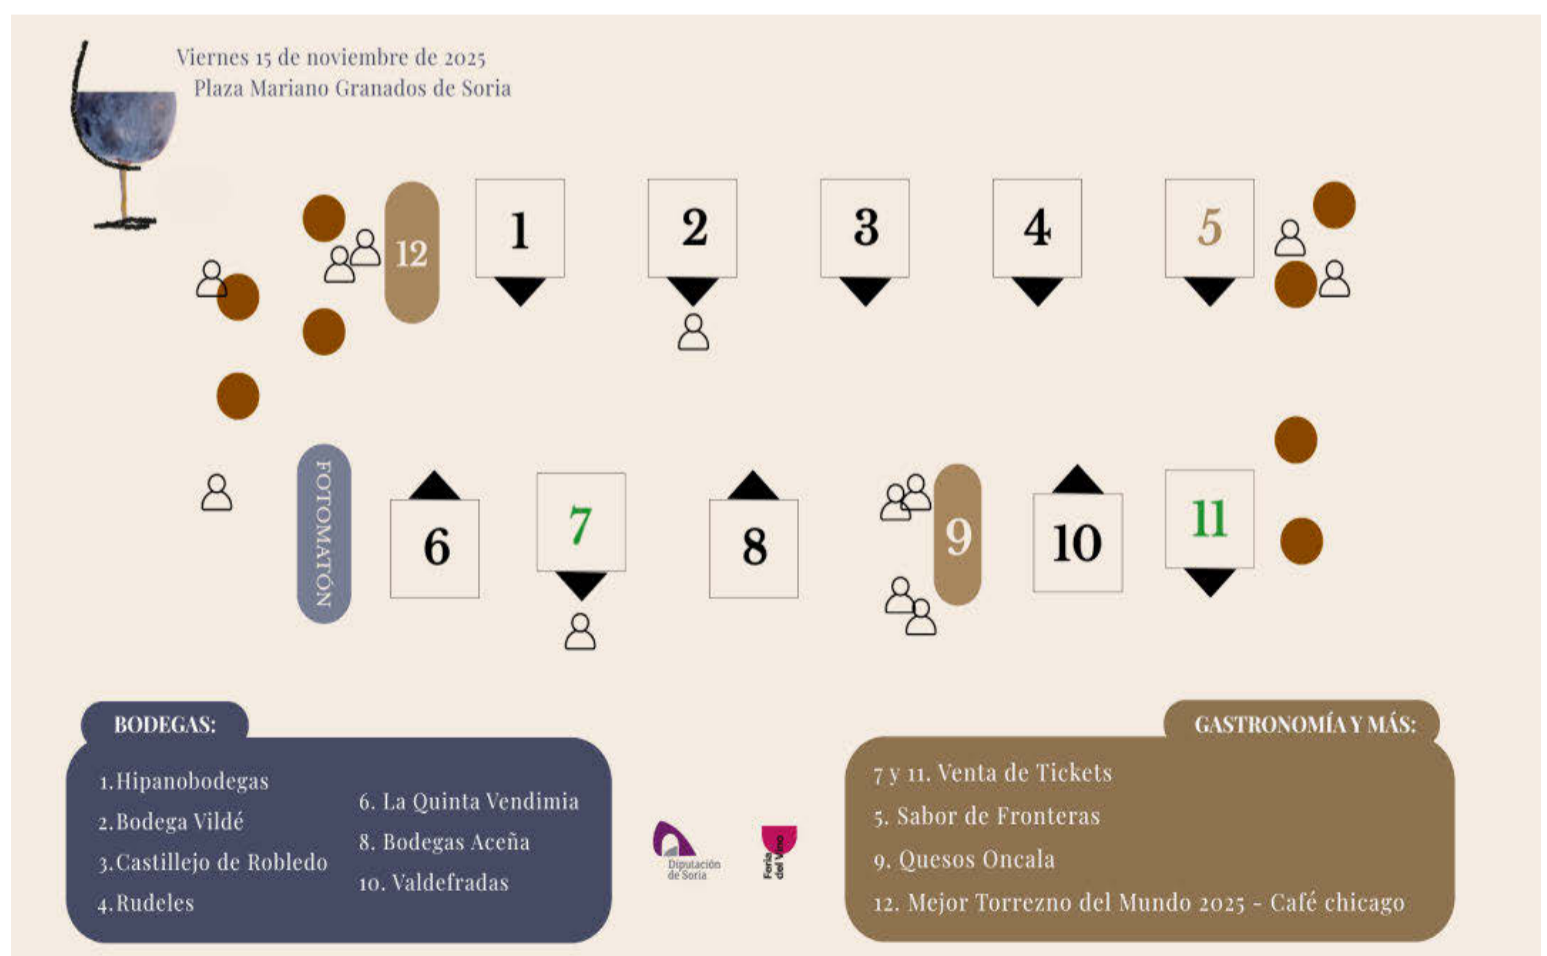 Viernes 15 de noviembre de 2025
Plaza Mariano Granados de Soria
12
1
2
3
4
5
FOTOMATÓN
6
7
8
9
10
11
BODEGAS:
1.Hipanobodegas
2.Bodega Vildé
3.Castillejo de Robledo
4.Rudeles
6. La Quinta Vendimia
8. Bodegas Aceña
10. Valdefradas
Diputación
de Soria
Feria
del Vino
GASTRONOMÍA Y MÁS:
7 y 11. Venta de Tickets
5. Sabor de Fronteras
9. Quesos Oncala
12. Mejor Torrezno del Mundo 2025 - Café chicago